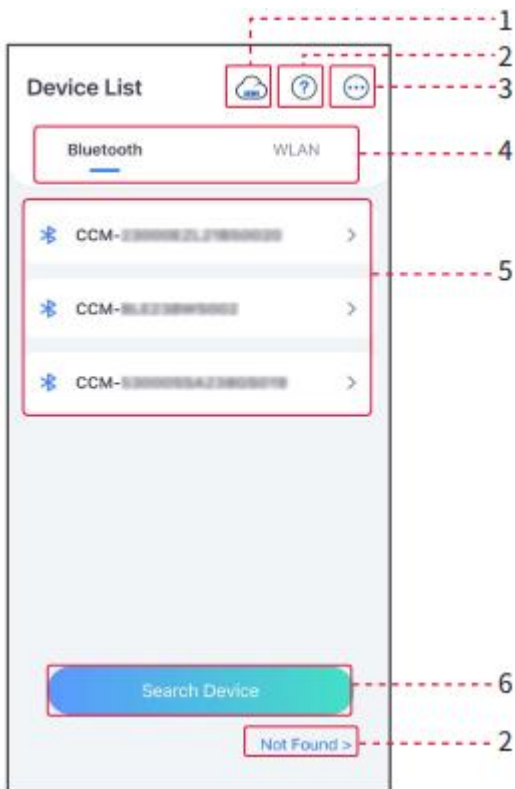 1
2
Device List
3
Bluetooth WLAN
4
CCM-
5
CCM-
CCM-
Search Device
6
Not Found >
2